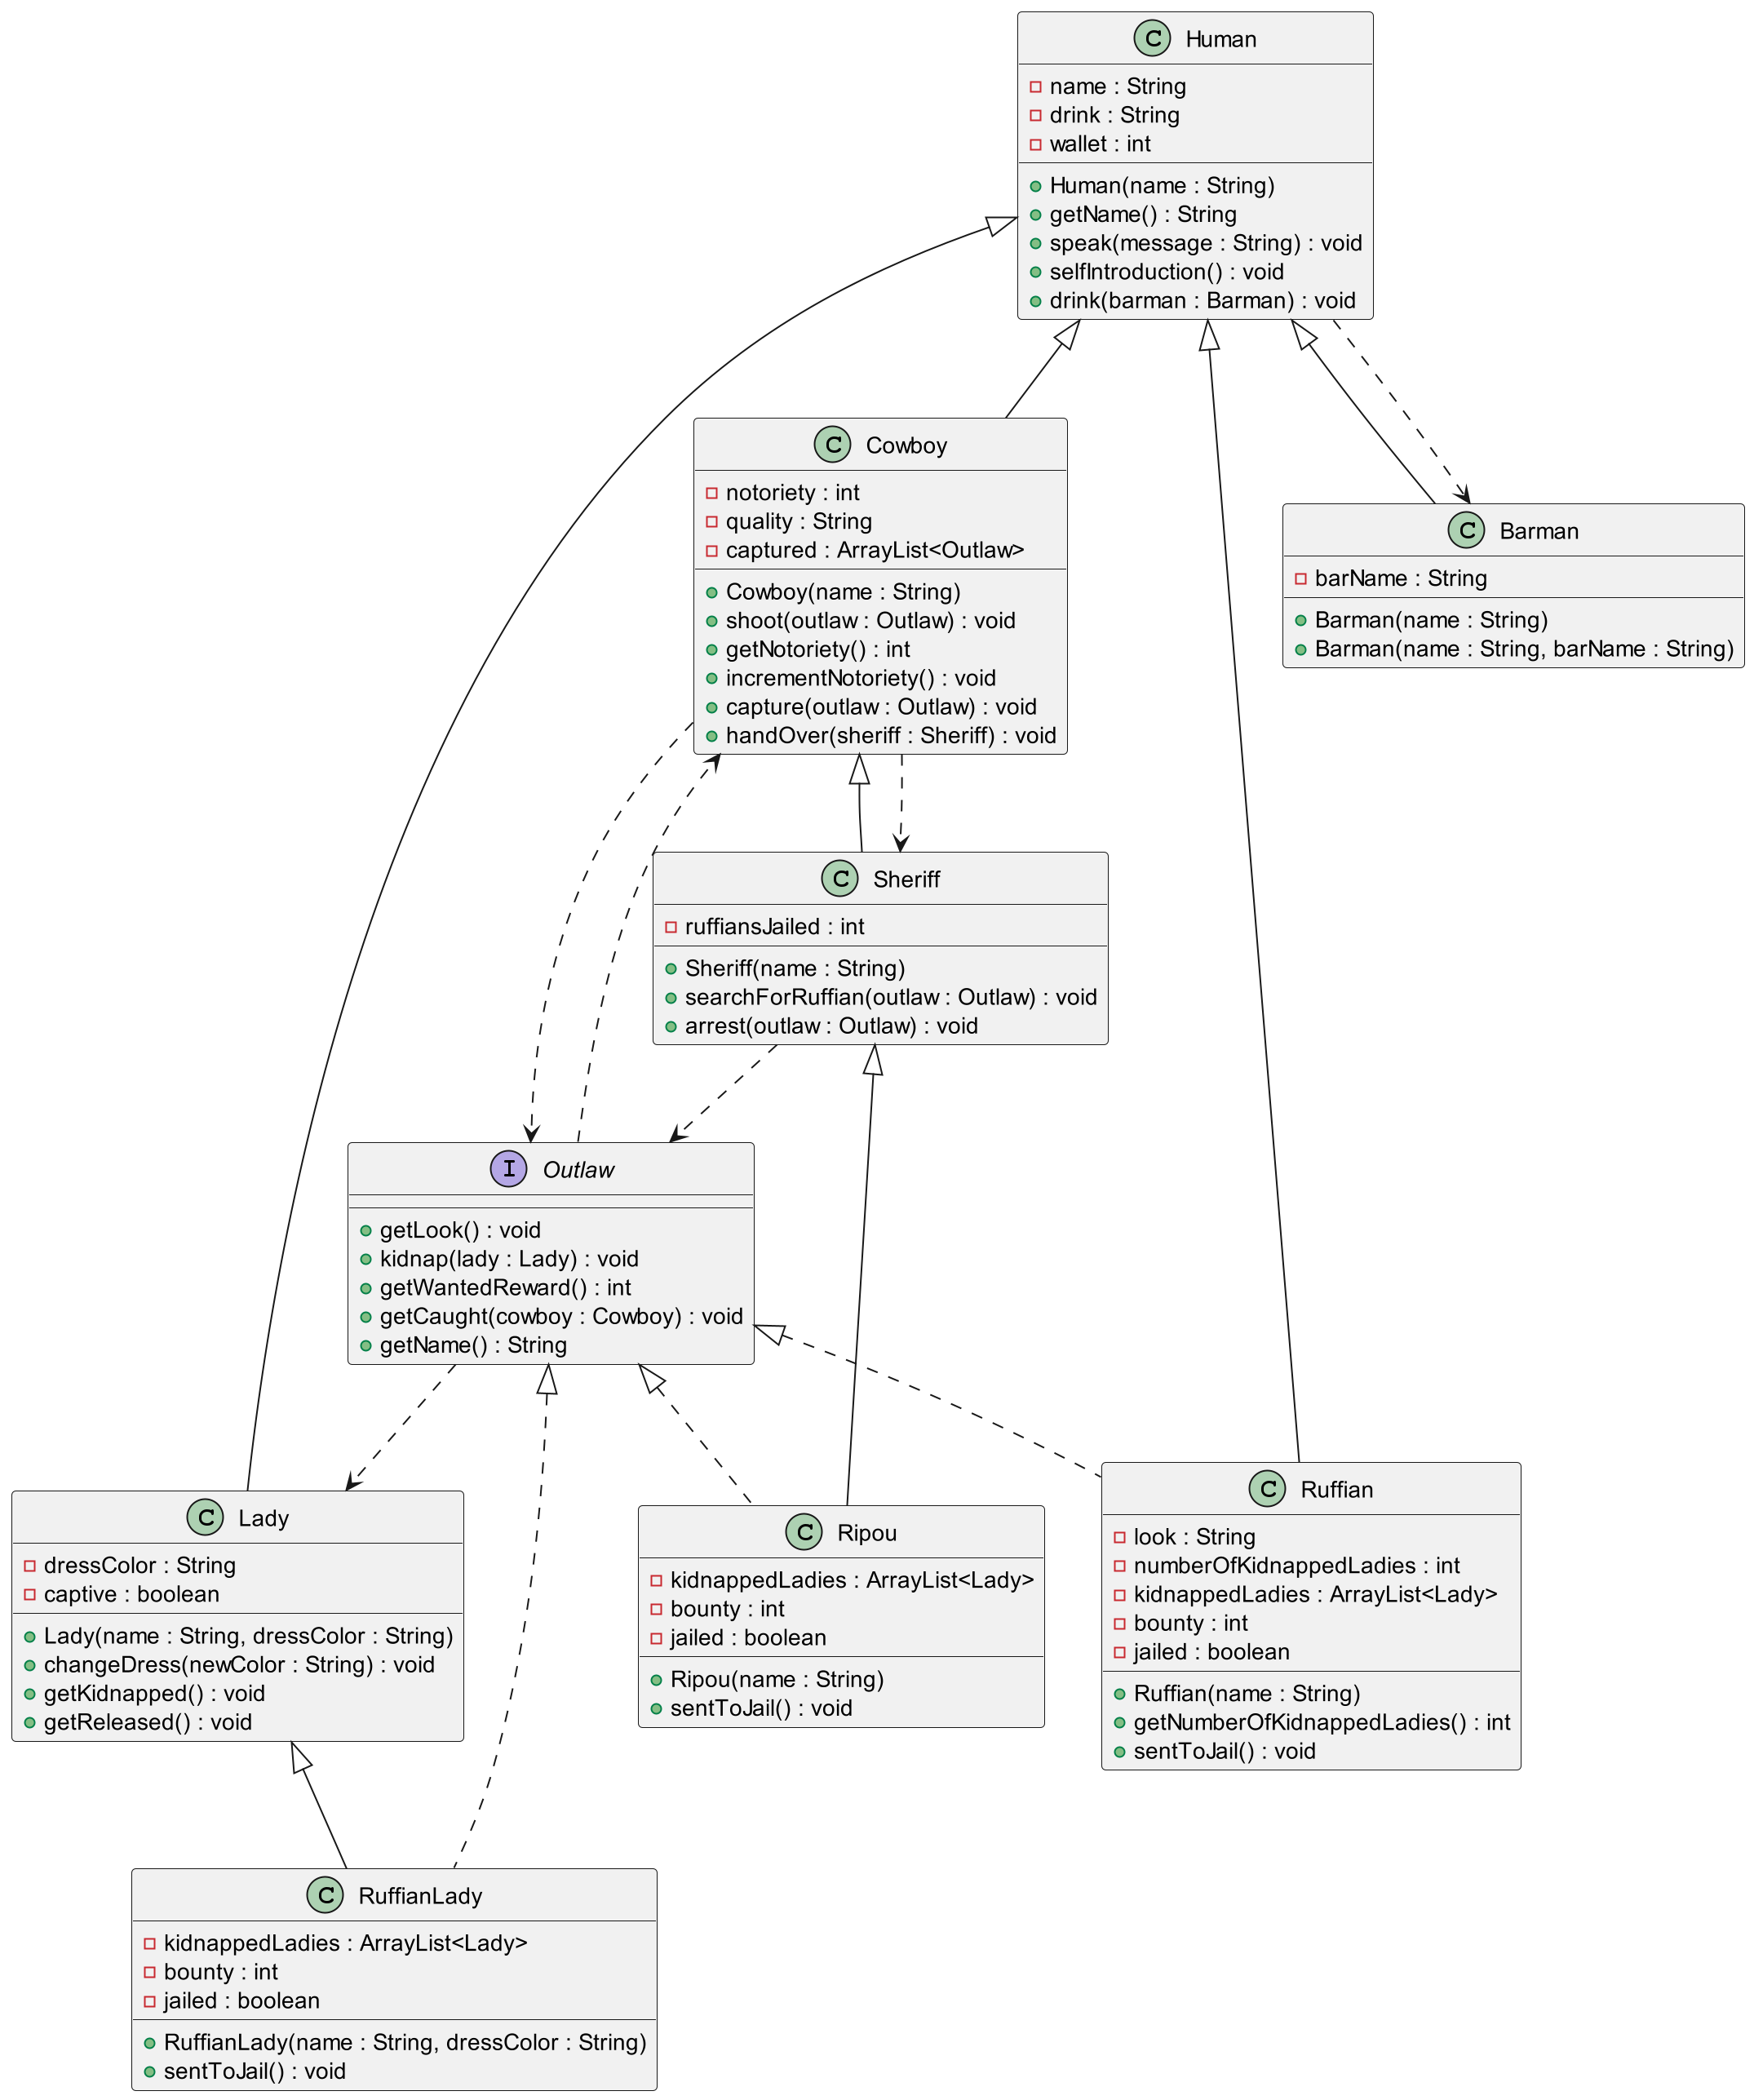 C Human
name : String
drink : String
wallet : int
Human(name : String)
getName() : String
speak(message : String) : void
selfIntroduction() : void
drink(barman : Barman) : void
C Cowboy
notoriety : int
quality : String
captured : ArrayList<Outlaw>
Cowboy(name : String)
shoot(outlaw : Outlaw) : void
getNotoriety() : int
incrementNotoriety() : void
capture(outlaw : Outlaw) : void
handOver(sheriff : Sheriff) : void
C Barman
barName : String
Barman(name : String)
Barman(name : String, barName : String)
C Sheriff
ruffiansJailed : int
Sheriff(name : String)
searchForRuffian(outlaw : Outlaw) : void
arrest(outlaw : Outlaw) : void
I Outlaw
getLook() : void
kidnap(lady : Lady) : void
getWantedReward() : int
getCaught(cowboy : Cowboy) : void
getName() : String
C Lady
dressColor : String
captive : boolean
Lady(name : String, dressColor : String)
changeDress(newColor : String) : void
getKidnapped() : void
getReleased() : void
C Ripou
kidnappedLadies : ArrayList<Lady>
bounty : int
jailed : boolean
Ripou(name : String)
sentToJail() : void
C Ruffian
look : String
numberOfKidnappedLadies : int
kidnappedLadies : ArrayList<Lady>
bounty : int
jailed : boolean
Ruffian(name : String)
getNumberOfKidnappedLadies() : int
sentToJail() : void
C RuffianLady
kidnappedLadies : ArrayList<Lady>
bounty : int
jailed : boolean
RuffianLady(name : String, dressColor : String)
sentToJail() : void